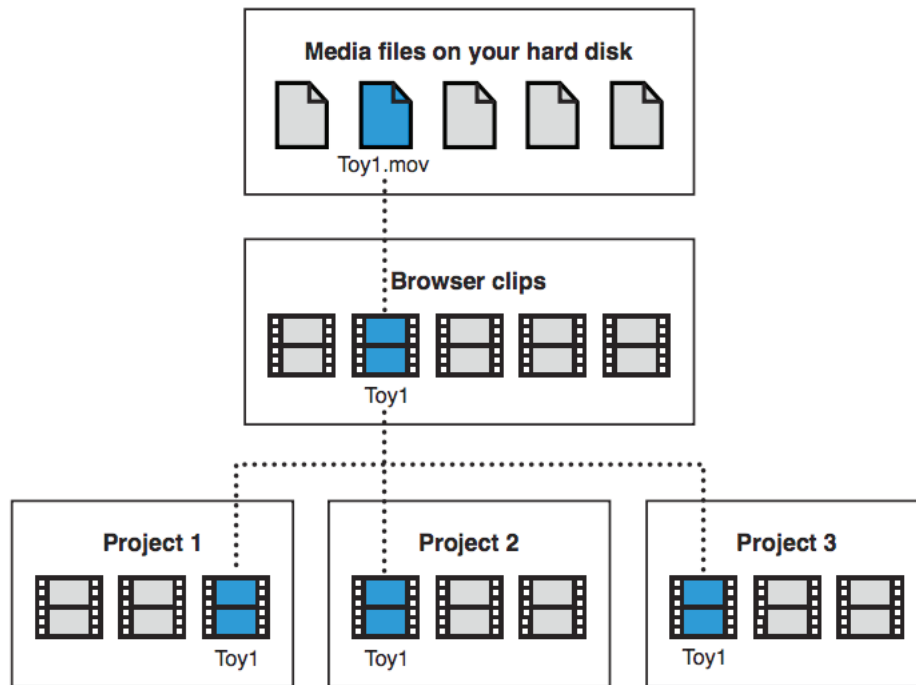 Media files on your hard disk
Toy1.mov
Browser clips
Toy1
Project 1
Toy1
Project 2
Toy1
Project 3
Toy1